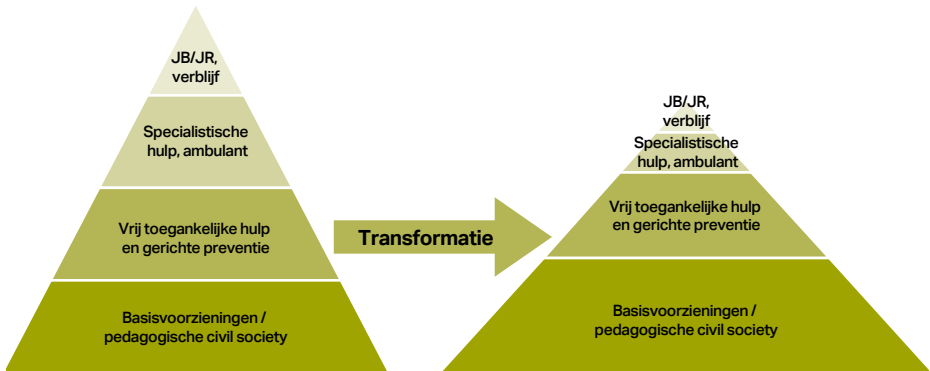 JB/JR,
verblijf
Specialistische
hulp, ambulant
Vrij toegankelijke hulp
en gerichte preventie
Basisvoorzieningen /
pedagogische civil society
Transformatie
JB/JR,
verblijf
Specialistische
hulp, ambulant
Vrij toegankelijke hulp
en gerichte preventie
Basisvoorzieningen /
pedagogische civil society